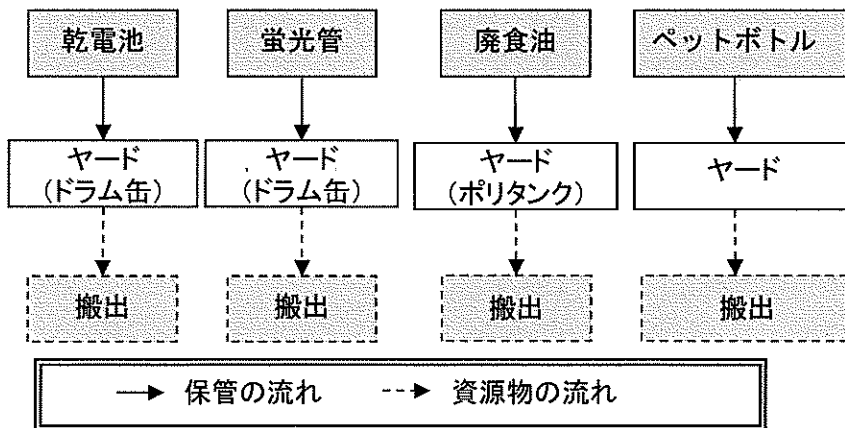 乾電池
蛍光管
廃食油
ペットボトル
ヤード
(ドラム缶)
ヤード
(ドラム缶)
ヤード
(ポリタンク)
ヤード
搬出
搬出
搬出
搬出
保管の流れ
資源物の流れ